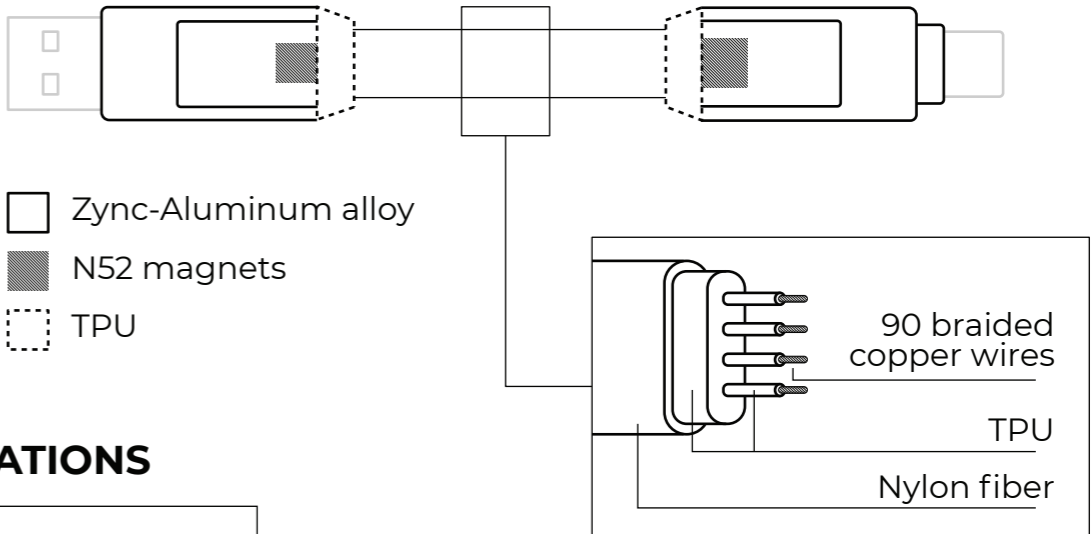 Zync-Aluminum alloy
N52 magnets
TPU
90 braided
copper wires
TPU
Nylon fiber
ATIONS